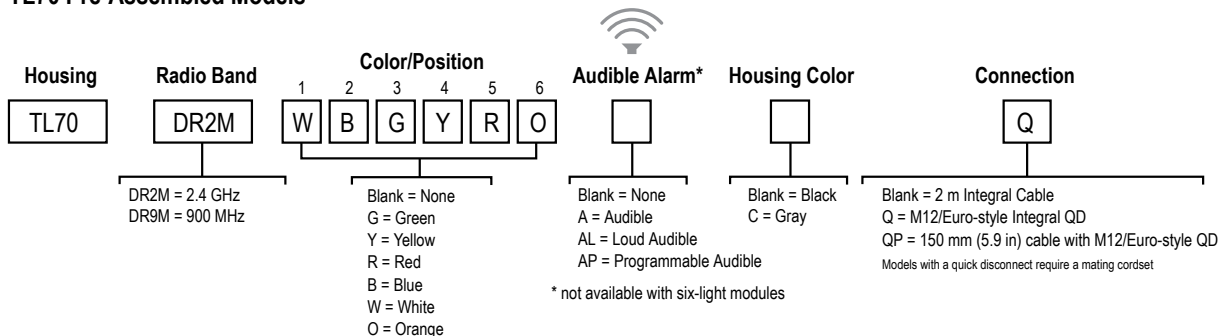 Housing
Radio Band
Color/Position
Audible Alarm*
Housing Color
Connection
1 2 3 4 5 6
TL70
DR2M
W B G Y R O
Q
DR2M = 2.4 GHz
DR9M = 900 MHz
Blank = None
G = Green
Y = Yellow
R = Red
B = Blue
W = White
O = Orange
Blank = None
A = Audible
AL = Loud Audible
AP = Programmable Audible
* not available with six-light modules
Blank = Black
C = Gray
Blank = 2 m Integral Cable
Q = M12/Euro-style Integral QD
QP = 150 mm (5.9 in) cable with M12/Euro-style QD
Models with a quick disconnect require a mating cordset